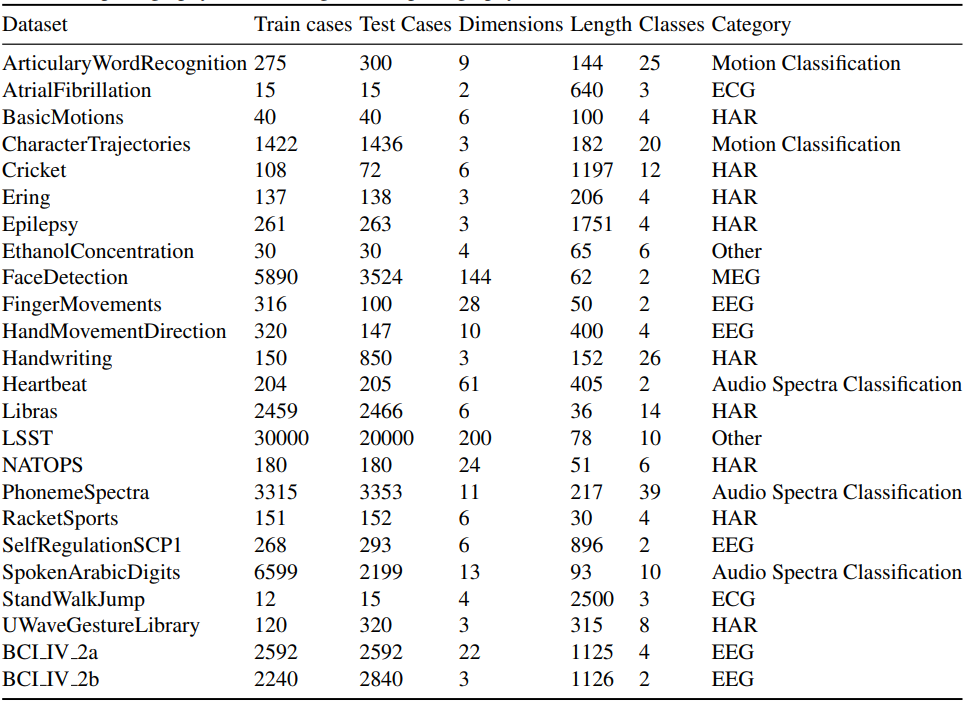 Dataset Train cases Test Cases Dimensions Length Classes Category
ArticularyWordRecognition 275 300 9 144 25 Motion Classification
AtrialFibrillation 15 15 2 640 3 ECG
BasicMotions 40 40 6 100 4 HAR
CharacterTrajectories 1422 1436 3 182 20 Motion Classification
Cricket 108 72 6 1197 12 HAR
Ering 137 138 3 206 4 HAR
Epilepsy 261 263 3 1751 4 HAR
EthanolConcentration 30 30 4 65 6 Other
FaceDetection 5890 3524 144 62 2 MEG
FingerMovements 316 100 28 50 2 EEG
HandMovementDirection 320 147 10 400 4 EEG
Handwriting 150 850 3 152 26 HAR
Heartbeat 204 205 61 405 2 Audio Spectra Classification
Libras 2459 2466 6 36 14 HAR
LSST 30000 20000 200 78 10 Other
NATOPS 180 180 24 51 6 HAR
PhonemeSpectra 3315 3353 11 217 39 Audio Spectra Classification
RacketSports 151 152 6 30 4 HAR
SelfRegulationSCP1 268 293 6 896 2 EEG
SpokenArabicDigits 6599 2199 13 93 10 Audio Spectra Classification
StandWalkJump 12 15 4 2500 3 ECG
UWaveGestureLibrary 120 320 3 315 8 HAR
BCI_IV_2a 2592 2592 22 1125 4 EEG
BCI_IV_2b 2240 2840 3 1126 2 EEG